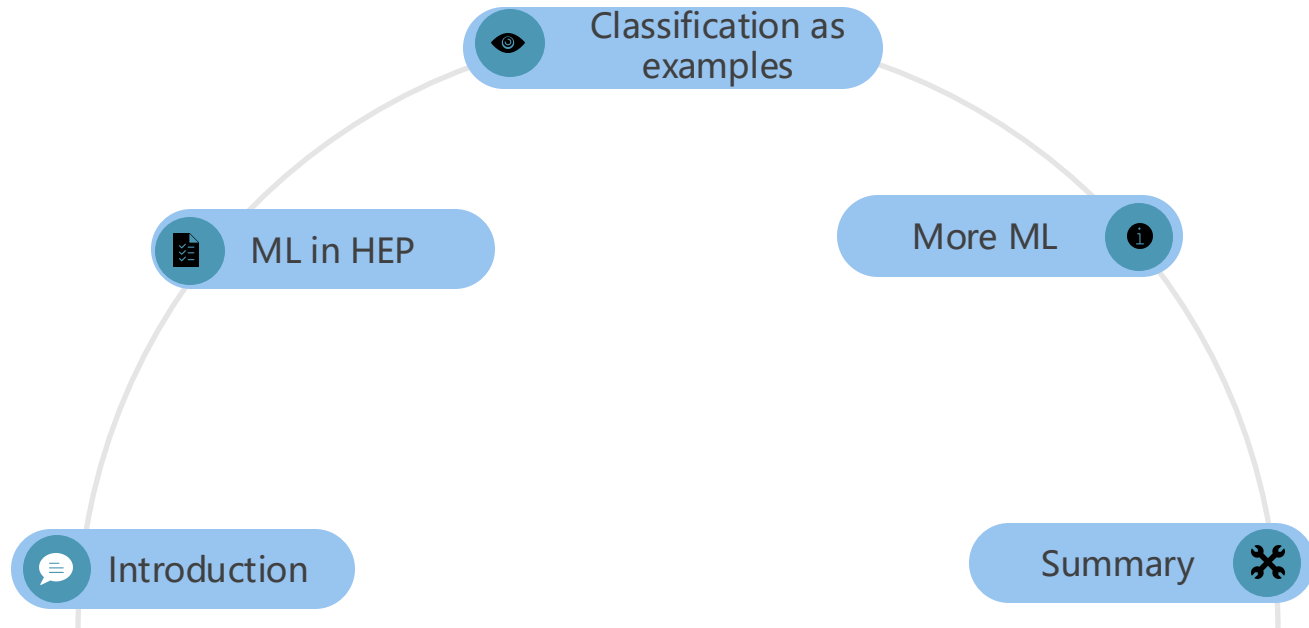 Classification as
examples
ML in HEP
More ML
Introduction
Summary